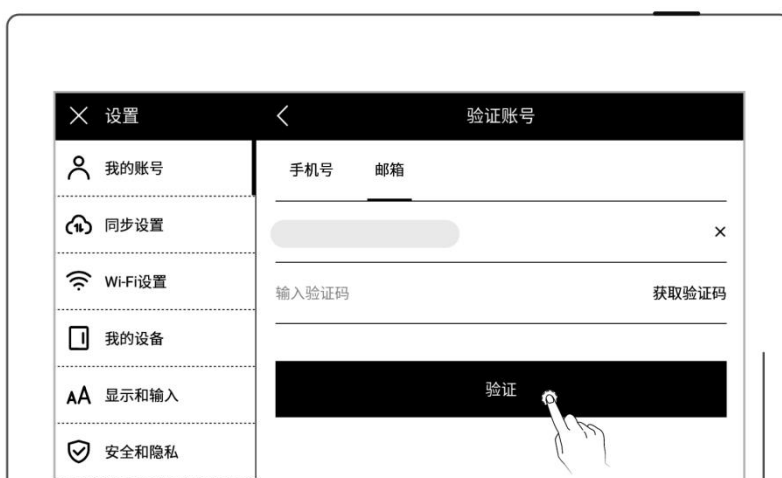 设置
验证账号
我的账号
手机号 邮箱
同步设置
Wi-Fi设置
输入验证码 获取验证码
我的设备
验证
AA 显示和输入
安全和隐私